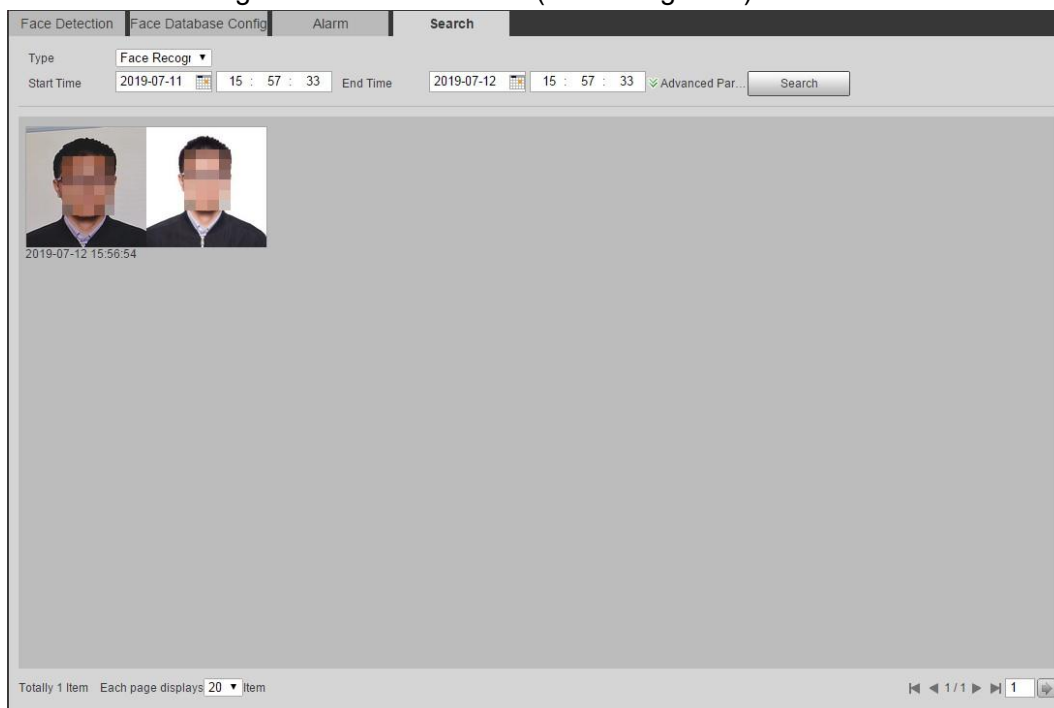 Face Detection Face Database Config Alarm Search
Type Face Recogr
Start Time 2019-07-11 15 : 57 : 33 End Time 2019-07-12 15 : 57 : 33 Advanced Par... Search
2019-07-12 15:56:54
Totally 1 Item Each page displays 20 Item 1 / 1 1